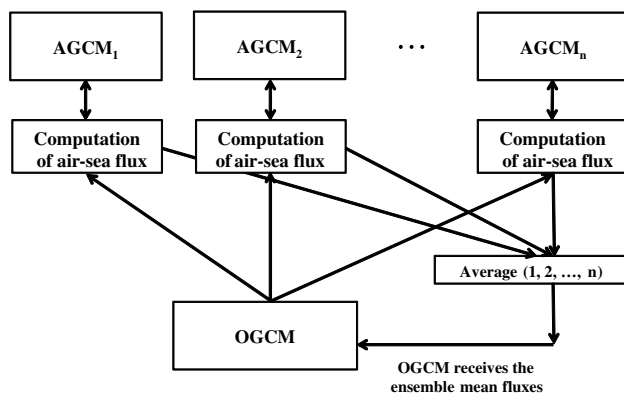 AGCM₁
AGCM₂
...
AGCMₙ
Computation
of air-sea flux
Computation
of air-sea flux
Computation
of air-sea flux
Average (1, 2, ..., n)
OGCM
OGCM receives the
ensemble mean fluxes